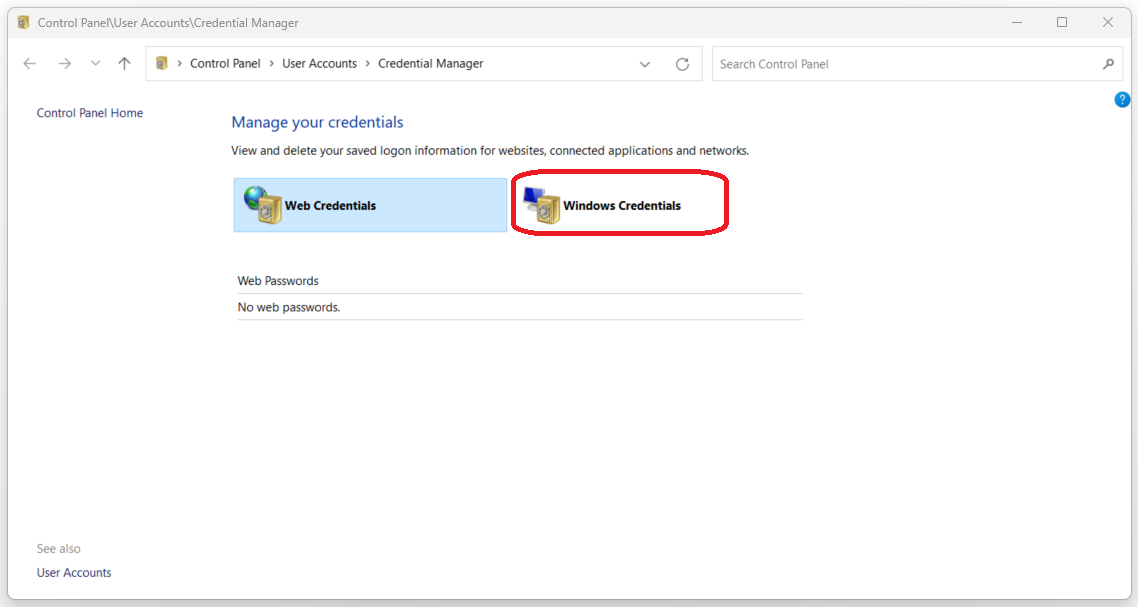 Control Panel\User Accounts\Credential Manager
Control Panel > User Accounts > Credential Manager
Search Control Panel
?
Control Panel Home
Manage your credentials
View and delete your saved logon information for websites, connected applications and networks.
Web Credentials
Windows Credentials
Web Passwords
No web passwords.
See also
User Accounts